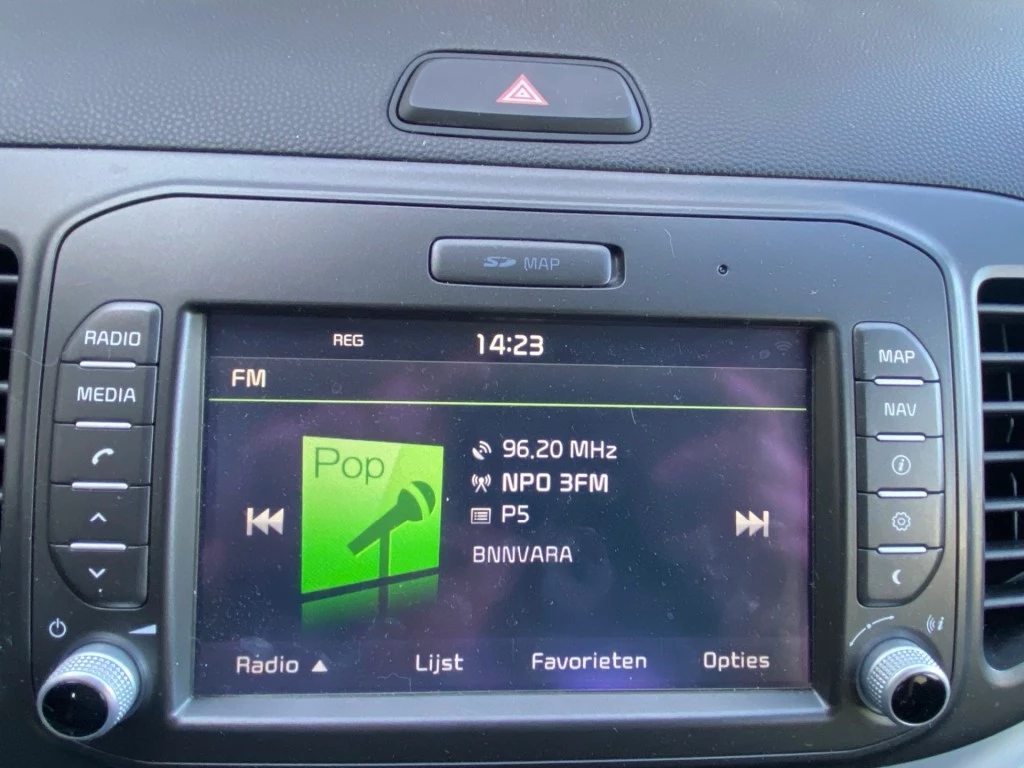 SD MAP
RADIO
MEDIA
REG 14:23
FM
Pop
96.20 MHz
NPO 3FM
P5
BNNVARA
Radio ▲ Lijst Favorieten Opties
MAP
NAV